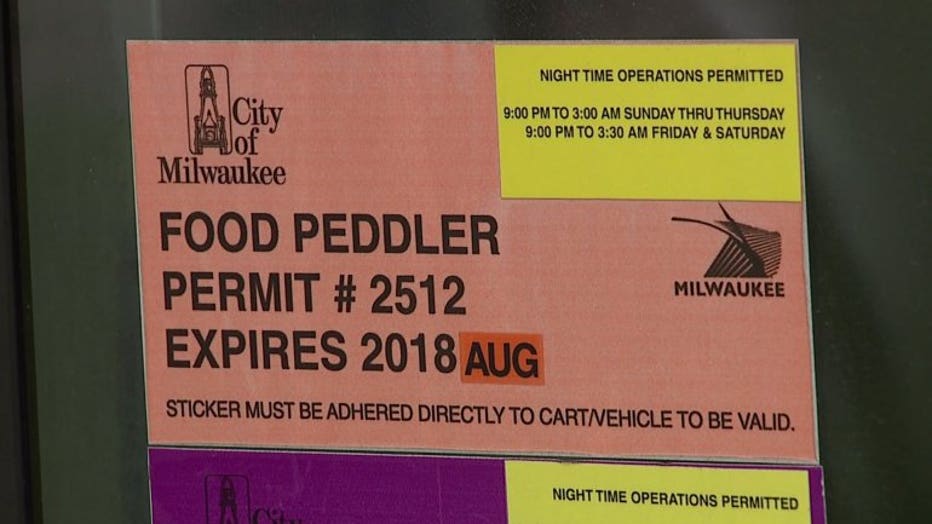 City
of
Milwaukee
NIGHT TIME OPERATIONS PERMITTED
9:00 PM TO 3:00 AM SUNDAY THRU THURSDAY
9:00 PM TO 3:30 AM FRIDAY & SATURDAY
FOOD PEDDLER
PERMIT # 2512
EXPIRES 2018 AUG
MILWAUKEE
STICKER MUST BE ADHERED DIRECTLY TO CART/VEHICLE TO BE VALID.
City
NIGHT TIME OPERATIONS PERMITTED